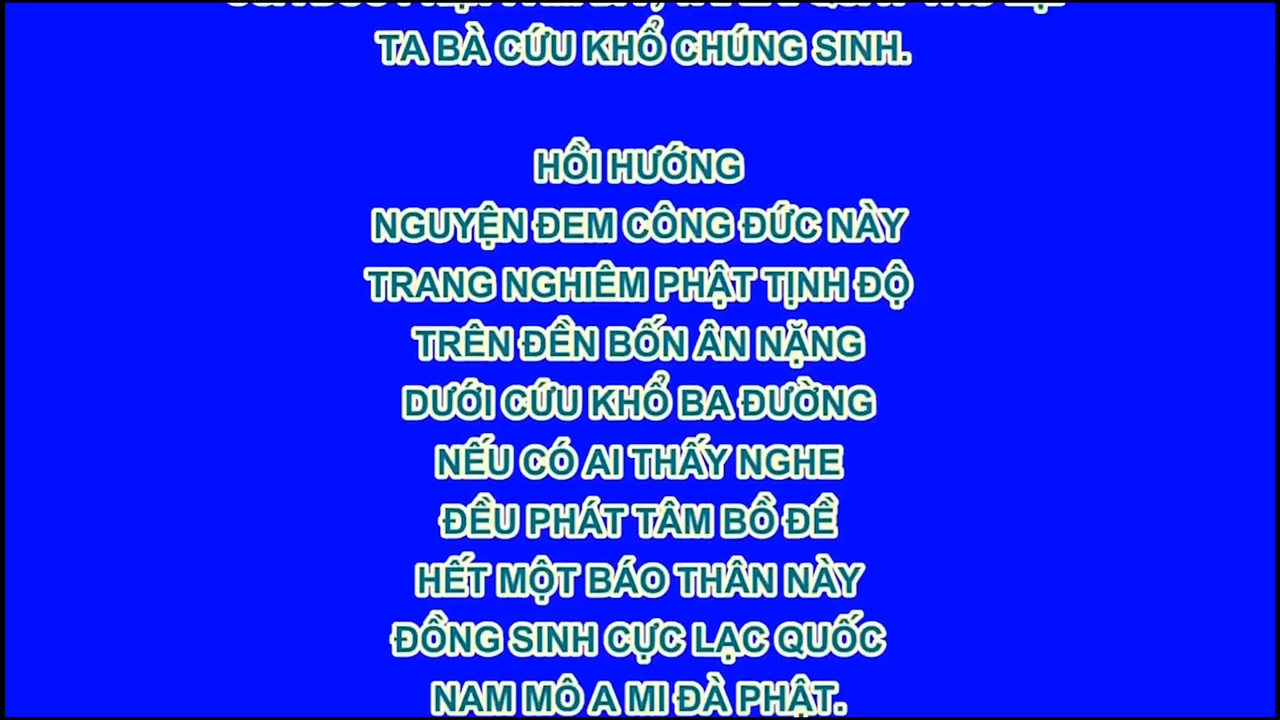 TA BÀ CỨU KHỔ CHÚNG SINH.
HỒI HƯỚNG
NGUYỆN ĐEM CÔNG ĐỨC NÀY
TRANG NGHIÊM PHẬT TỊNH ĐỘ
TRÊN ĐỀN BỐN ÂN NẶNG
DƯỚI CỨU KHỔ BA ĐƯỜNG
NẾU CÓ AI THẤY NGHE
ĐỀU PHÁT TÂM BỒ ĐỀ
HẾT MỘT BÁO THÂN NÀY
ĐỒNG SINH CỰC LẠC QUỐC
NAM MÔ A MI ĐÀ PHẬT.